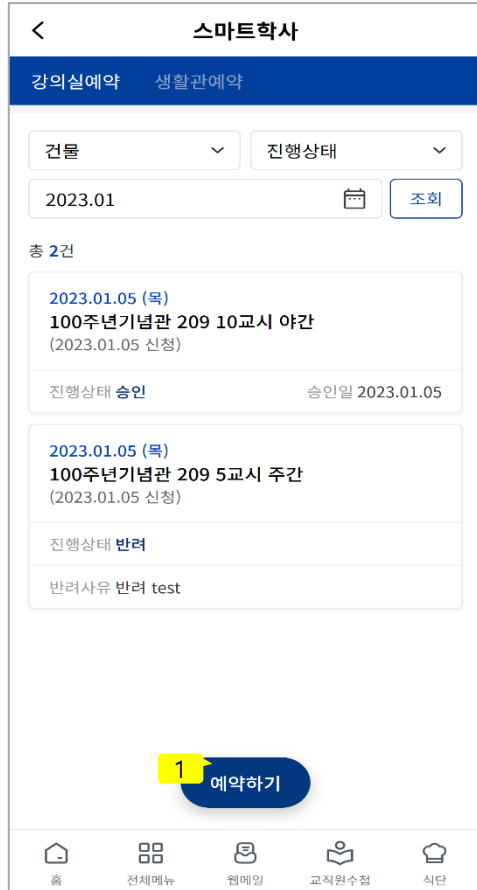 스마트학사
강의실예약 생활관예약
건물 진행상태
2023.01 조회
총 2건
2023.01.05 (목)
100주년기념관 209 10교시 야간
(2023.01.05 신청)
진행상태 승인 승인일 2023.01.05
2023.01.05 (목)
100주년기념관 209 5교시 주간
(2023.01.05 신청)
진행상태 반려
반려사유 반려 test
1
예약하기
홈 전체메뉴 웹메일 교직원수첩 식단